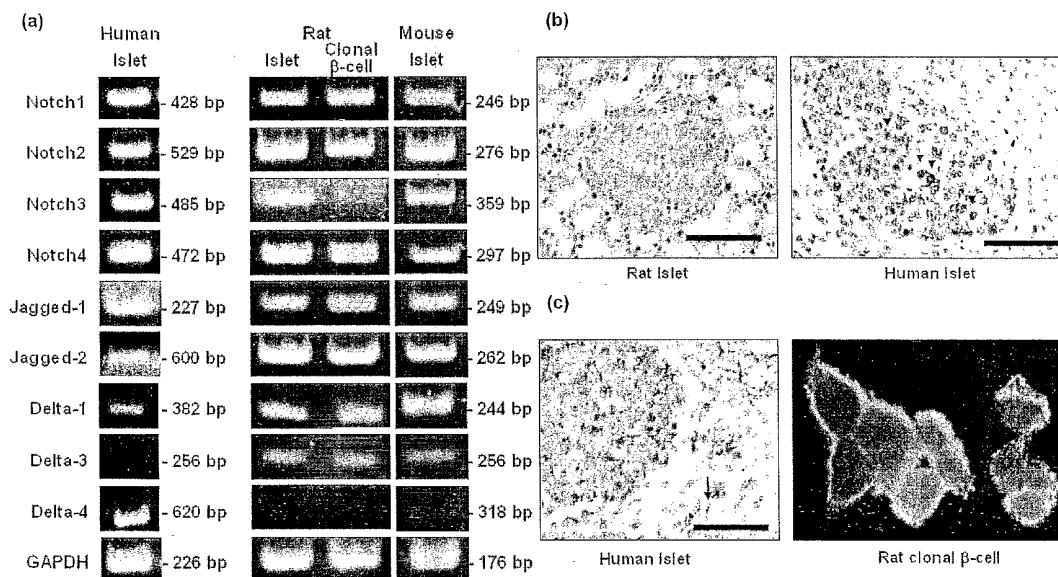 (a)
Human
Islet
Rat
Islet
Clonal
β-cell
Mouse
Islet
Notch1
- 428 bp
- 246 bp
Notch2
- 529 bp
- 276 bp
Notch3
- 485 bp
- 359 bp
Notch4
- 472 bp
- 297 bp
Jagged-1
- 227 bp
- 249 bp
Jagged-2
- 600 bp
- 262 bp
Delta-1
- 382 bp
- 244 bp
Delta-3
- 256 bp
- 256 bp
Delta-4
- 620 bp
- 318 bp
GAPDH
- 226 bp
- 176 bp
(b)
Rat Islet
Human Islet
(c)
Human Islet
Rat clonal β-cell